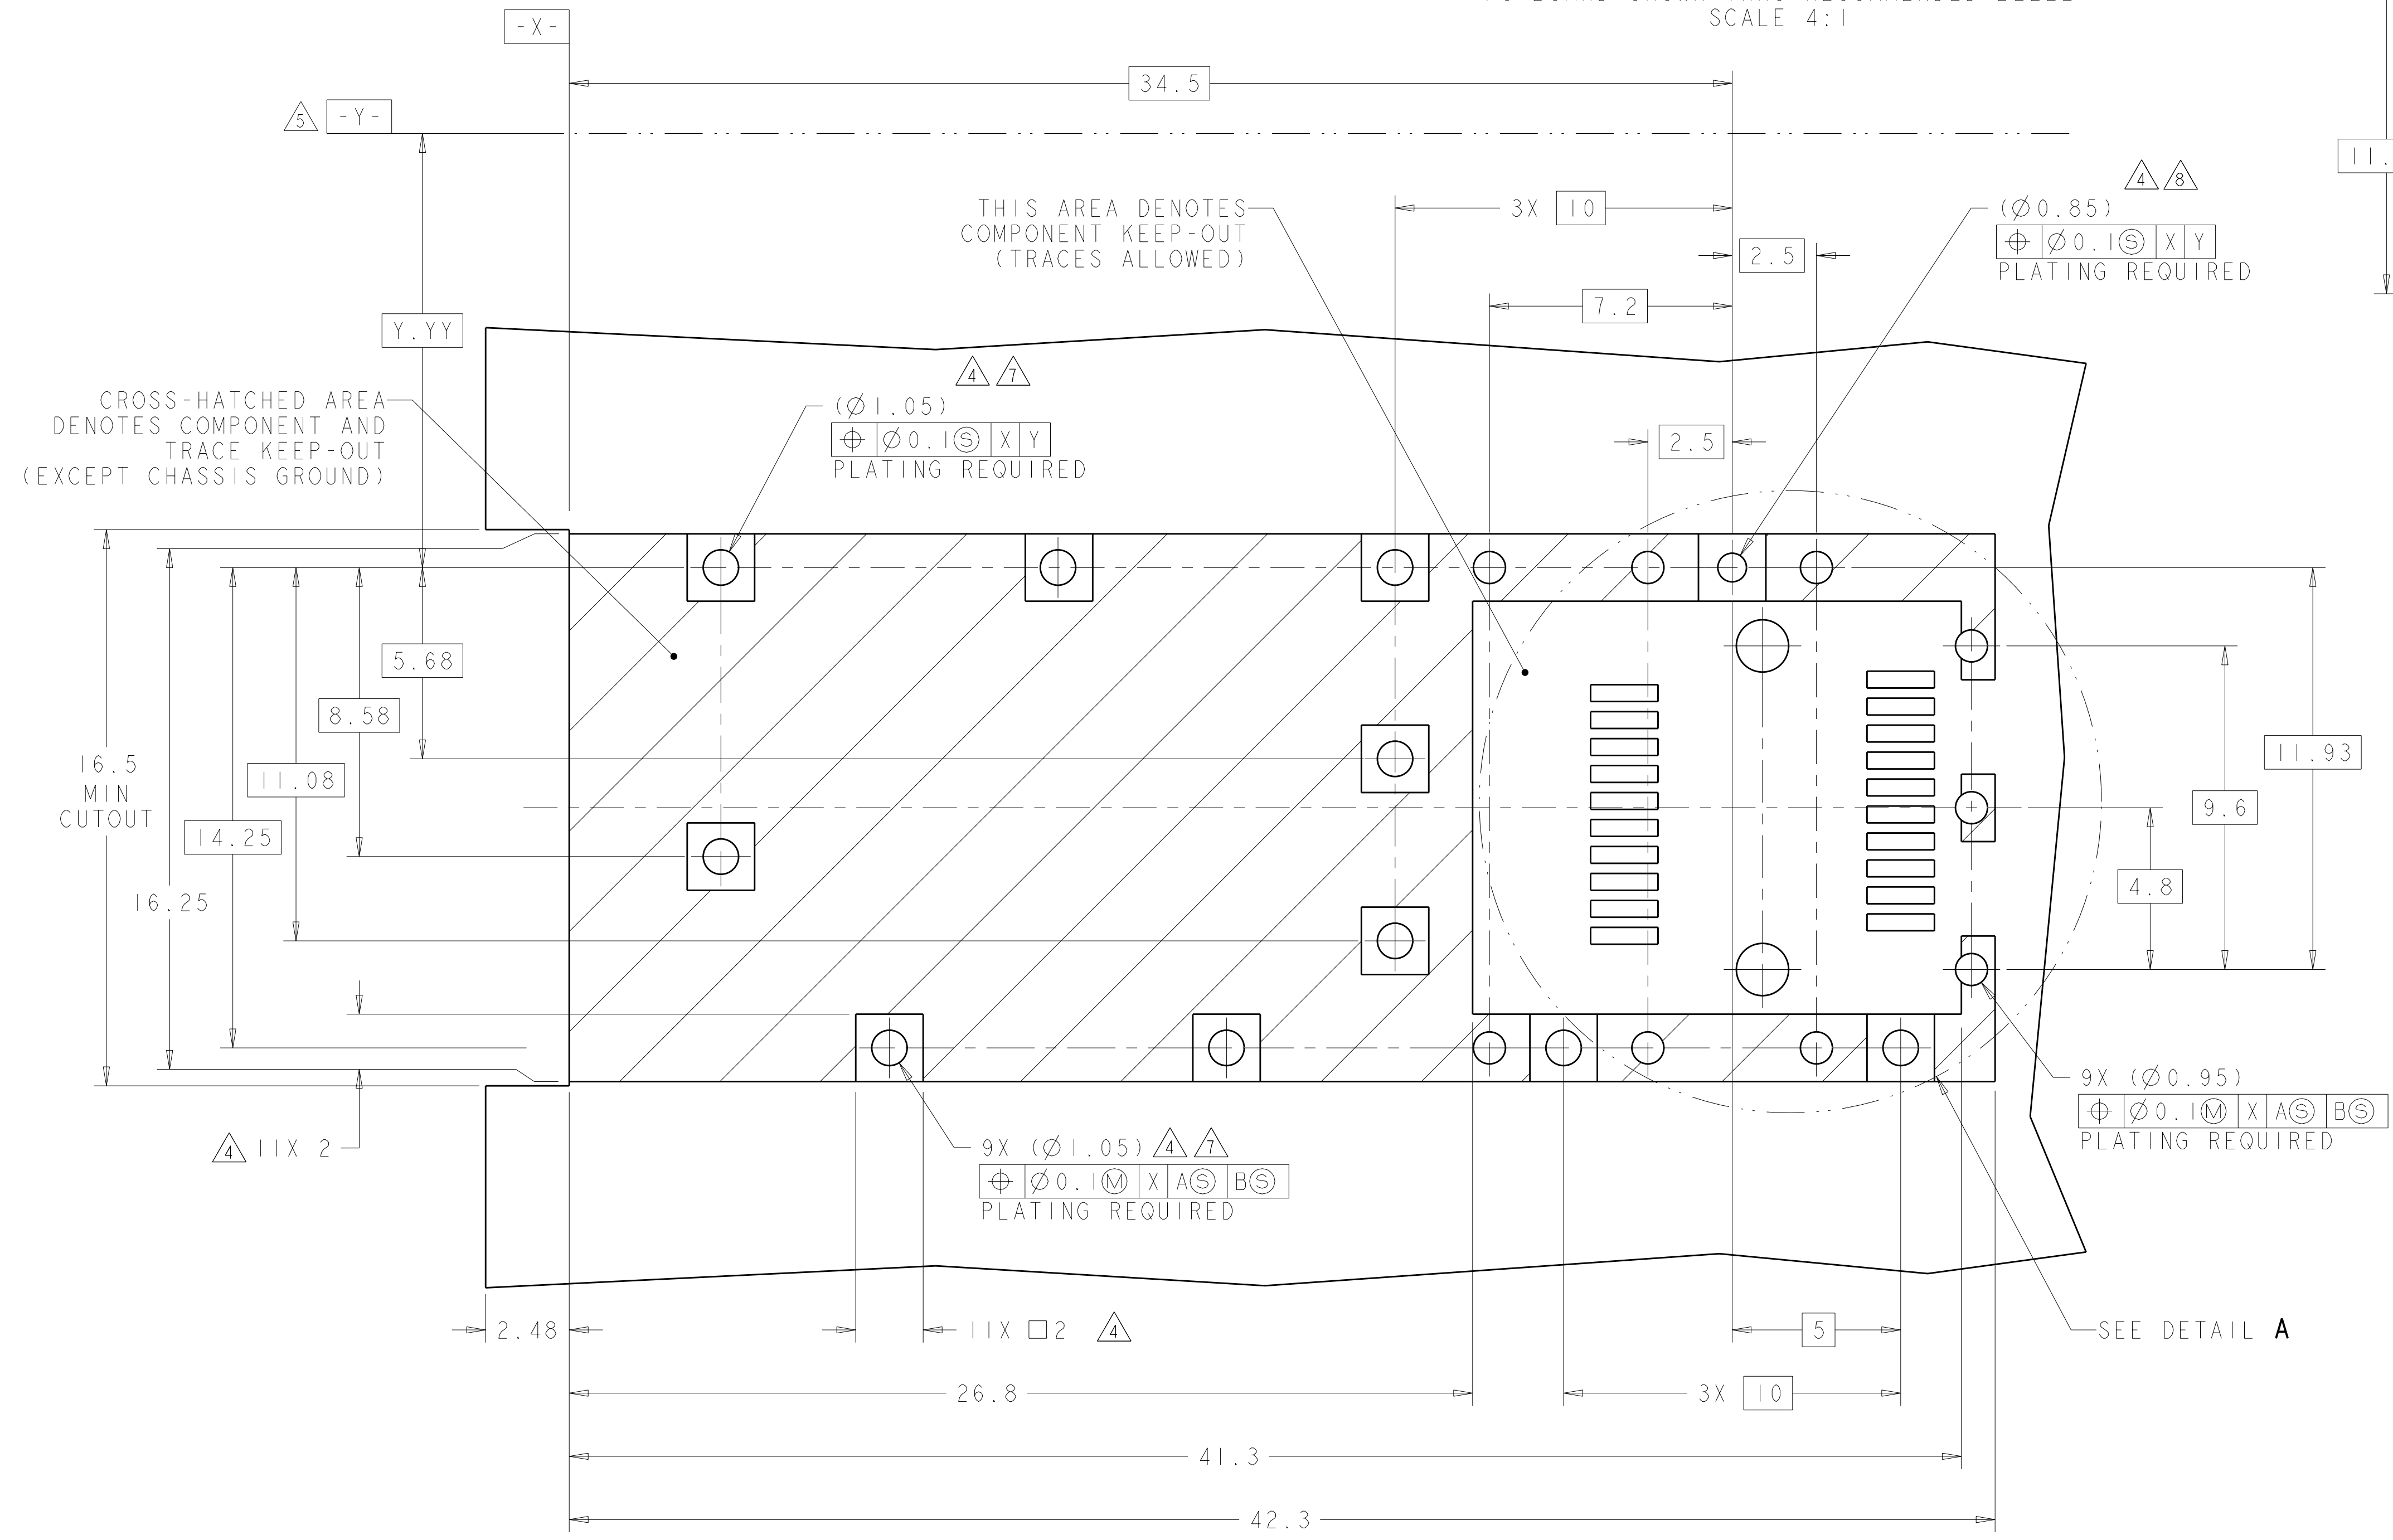 SCALE 4:1
-X-
34.5
5 -Y-
11.
4 8
THIS AREA DENOTES
COMPONENT KEEP-OUT
(TRACES ALLOWED)
3X 10
(Ø0.85)
⌖ Ø0.1Ⓢ X Y
PLATING REQUIRED
2.5
7.2
Y.YY
4 7
(Ø1.05)
⌖ Ø0.1Ⓢ X Y
PLATING REQUIRED
CROSS-HATCHED AREA
DENOTES COMPONENT AND
TRACE KEEP-OUT
(EXCEPT CHASSIS GROUND)
2.5
5.68
8.58
11.08
14.25
16.5
MIN
CUTOUT
16.25
11.93
9.6
4.8
4 11X 2
9X (Ø1.05) 4 7
⌖ Ø0.1Ⓜ X AⓈ BⓈ
PLATING REQUIRED
9X (Ø0.95)
⌖ Ø0.1Ⓜ X AⓈ BⓈ
PLATING REQUIRED
2.48
11X □2 4
5
SEE DETAIL A
26.8
3X 10
41.3
42.3